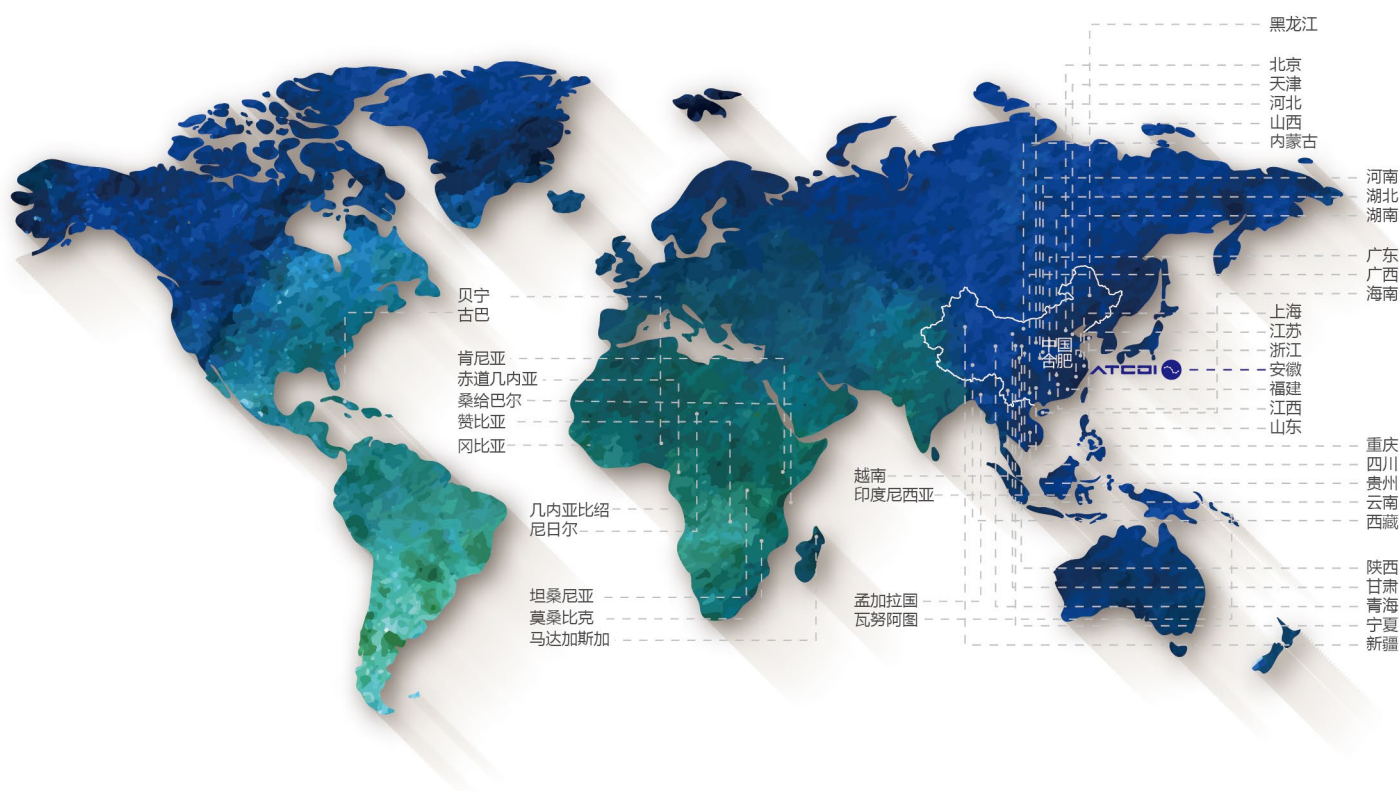 黑龙江
北京
天津
河北
山西
内蒙古
河南
湖北
湖南
广东
广西
海南
贝宁
古巴
上海
江苏
浙江
中国
合肥
ATCDI
安徽
福建
江西
山东
肯尼亚
赤道几内亚
桑给巴尔
赞比亚
冈比亚
重庆
四川
贵州
云南
西藏
越南
印度尼西亚
几内亚比绍
尼日尔
陕西
甘肃
青海
宁夏
新疆
坦桑尼亚
莫桑比克
马达加斯加
孟加拉国
瓦努阿图